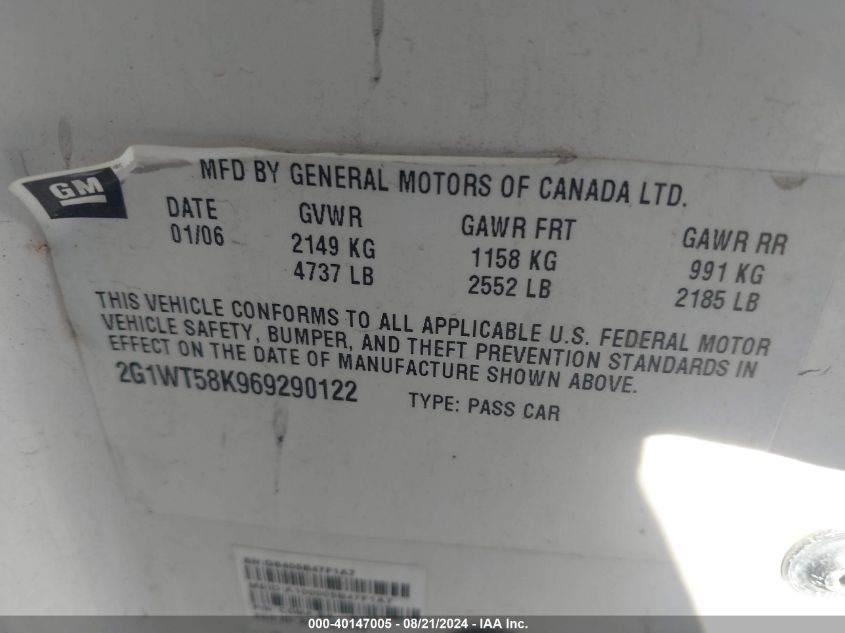 GM
MFD BY GENERAL MOTORS OF CANADA LTD.
DATE GVWR GAWR FRT GAWR RR
01/06 2149 KG 1158 KG 991 KG
4737 LB 2552 LB 2185 LB
THIS VEHICLE CONFORMS TO ALL APPLICABLE U.S. FEDERAL MOTOR
VEHICLE SAFETY, BUMPER, AND THEFT PREVENTION STANDARDS IN
EFFECT ON THE DATE OF MANUFACTURE SHOWN ABOVE.
2G1WT58K969290122 TYPE: PASS CAR
000-40147005 - 08/21/2024 - IAA Inc.